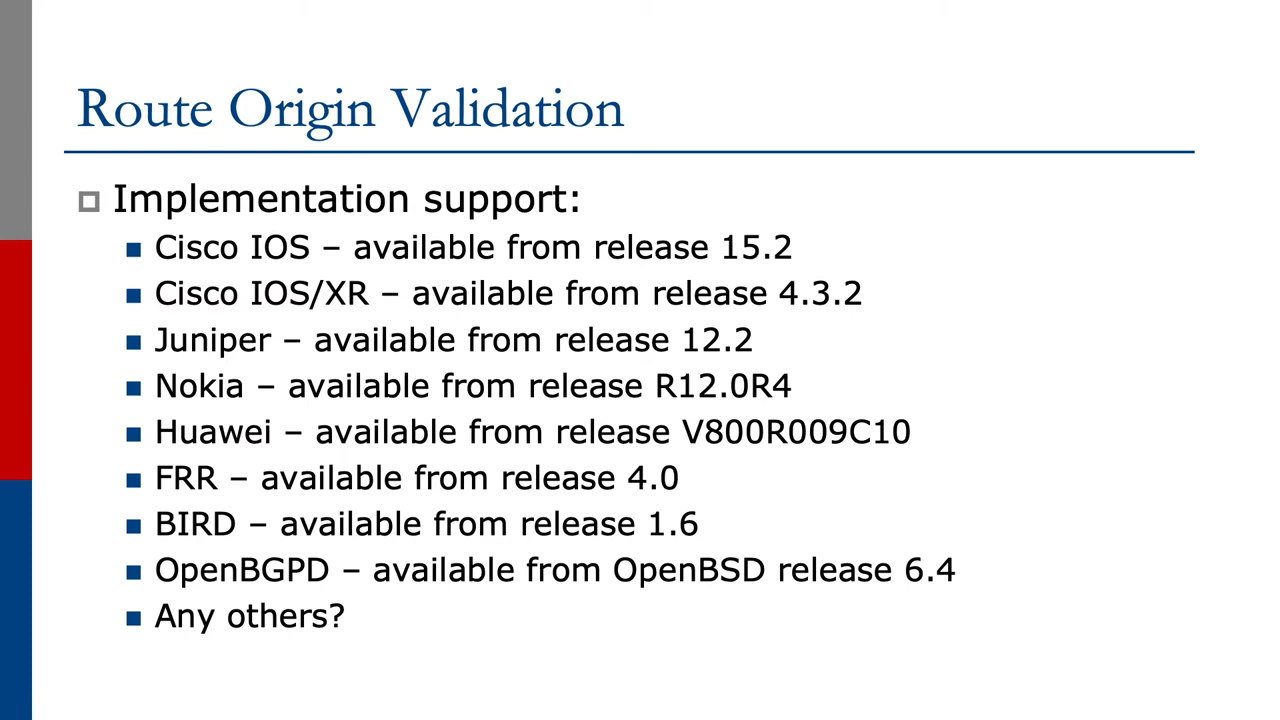 Route Origin Validation
Implementation support:
Cisco IOS – available from release 15.2
Cisco IOS/XR – available from release 4.3.2
Juniper – available from release 12.2
Nokia – available from release R12.0R4
Huawei – available from release V800R009C10
FRR – available from release 4.0
BIRD – available from release 1.6
OpenBGPD – available from OpenBSD release 6.4
Any others?